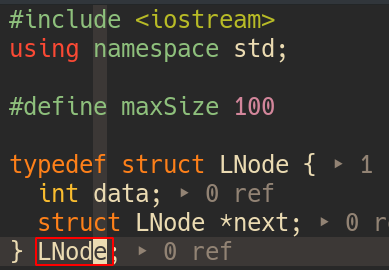 #include <iostream>
using namespace std;
#define maxSize 100
typedef struct LNode { ‣ 1
int data; ‣ 0 ref
struct LNode *next; ‣ 0 r
} LNode; ‣ 0 ref